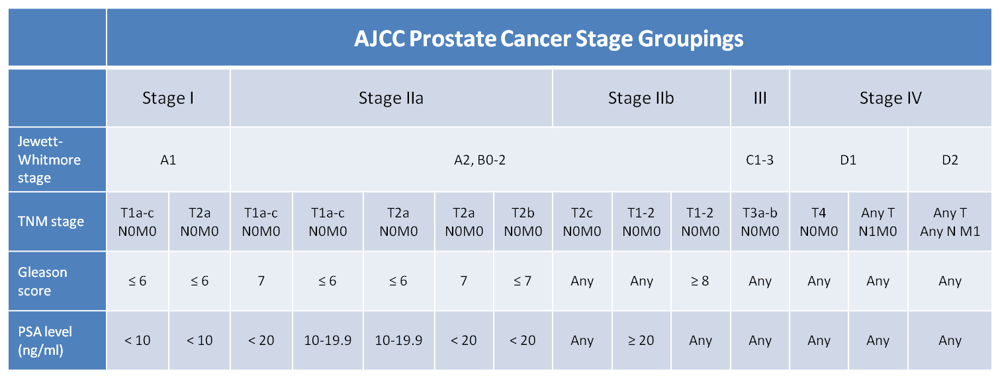 AJCC Prostate Cancer Stage Groupings
Stage I Stage IIa Stage IIb III Stage IV
Jewett-
Whitmore
stage
A1 A2, B0-2 C1-3 D1 D2
TNM stage
T1a-c T2a T1a-c T1a-c T2a T2a T2b T2c T1-2 T1-2 T3a-b T4 Any T Any T
N0M0 N0M0 N0M0 N0M0 N0M0 N0M0 N0M0 N0M0 N0M0 N0M0 N0M0 N0M0 N1M0 Any N M1
Gleason
score
≤ 6 ≤ 6 7 ≤ 6 ≤ 6 7 ≤ 7 Any Any ≥ 8 Any Any Any Any
PSA level
(ng/ml)
< 10 < 10 < 20 10-19.9 10-19.9 < 20 < 20 Any ≥ 20 Any Any Any Any Any